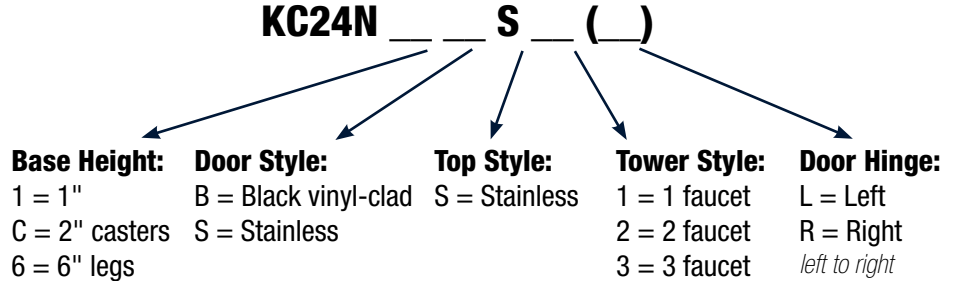 KC24N __ __ S __ (__)
Base Height:
1 = 1"
C = 2" casters
6 = 6" legs
Door Style:
B = Black vinyl-clad
S = Stainless
Top Style:
S = Stainless
Tower Style:
1 = 1 faucet
2 = 2 faucet
3 = 3 faucet
Door Hinge:
L = Left
R = Right
left to right